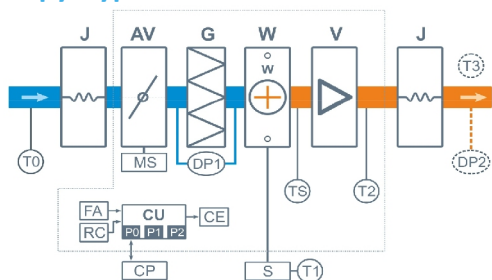 J AV G W V J
W
T3
T0 MS DP1 TS T2 DP2
FA CU CE
RC P0 P1 P2
CP S T1